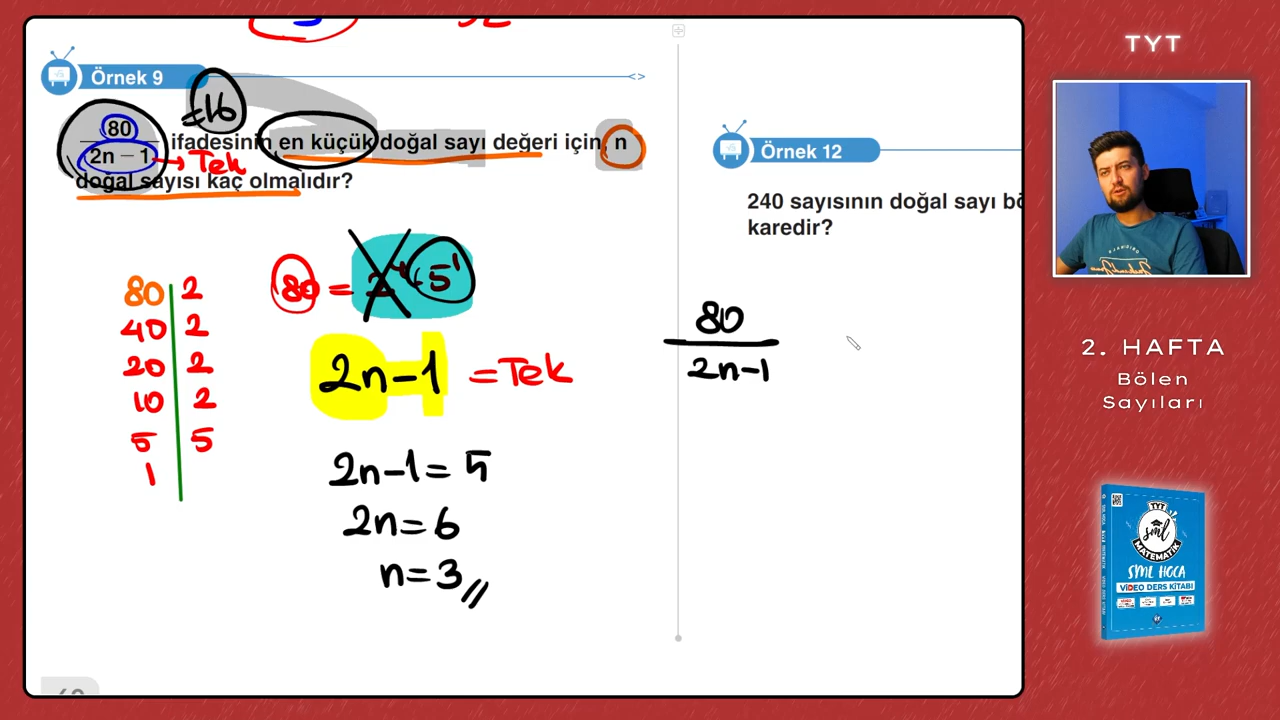 Örnek 9
=16
80
2n − 1
→ Tek
ifadesinin en küçük doğal sayı değeri için, n
doğal sayısı kaç olmalıdır?
80 = 2⁴ · 5¹
80 | 2
40 | 2
20 | 2
10 | 2
5 | 5
1
2n−1 = Tek
2n−1 = 5
2n = 6
n = 3 //
Örnek 12
240 sayısının doğal sayı bö
karedir?
80
2n−1
TYT
2. HAFTA
Bölen
Sayıları
TYT
sml
MATEMATİK
SML HOCA
VİDEO DERS KİTABI